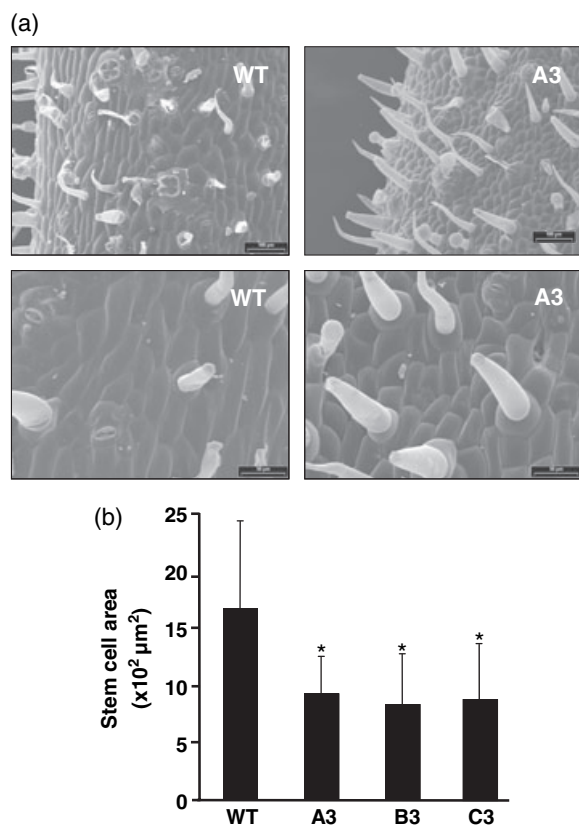 (a)
WT
A3
WT
A3
(b)
25
20
15
10
5
0
Stem cell area
(x10² µm²)
*
*
*
WT A3 B3 C3